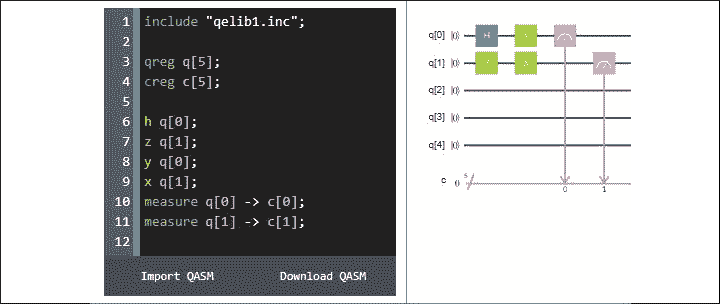 1 include "qelib1.inc";
2
3 qreg q[5];
4 creg c[5];
5
6 h q[0];
7 z q[1];
8 y q[0];
9 x q[1];
10 measure q[0] -> c[0];
11 measure q[1] -> c[1];
12
Import QASM Download QASM
q[0] |0⟩ H
q[1] |0⟩
q[2] |0⟩
q[3] |0⟩
q[4] |0⟩
c 0 5
0 1